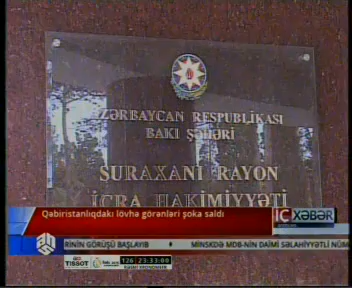 AZƏRBAYCAN RESPUBLİKASI
BAKI ŞƏHƏRİ
SURAXANI RAYON
İCRA HAKİMİYYƏTİ
Qəbiristanlıqdakı lövhə görənləri şoka saldı
İC XƏBƏR
RİNİN GÖRÜŞÜ BAŞLAYIB
MİNSKDƏ MDB-NİN DAİMİ SƏLAHİYYƏTLİ NÜM
TISSOT
23:33:00